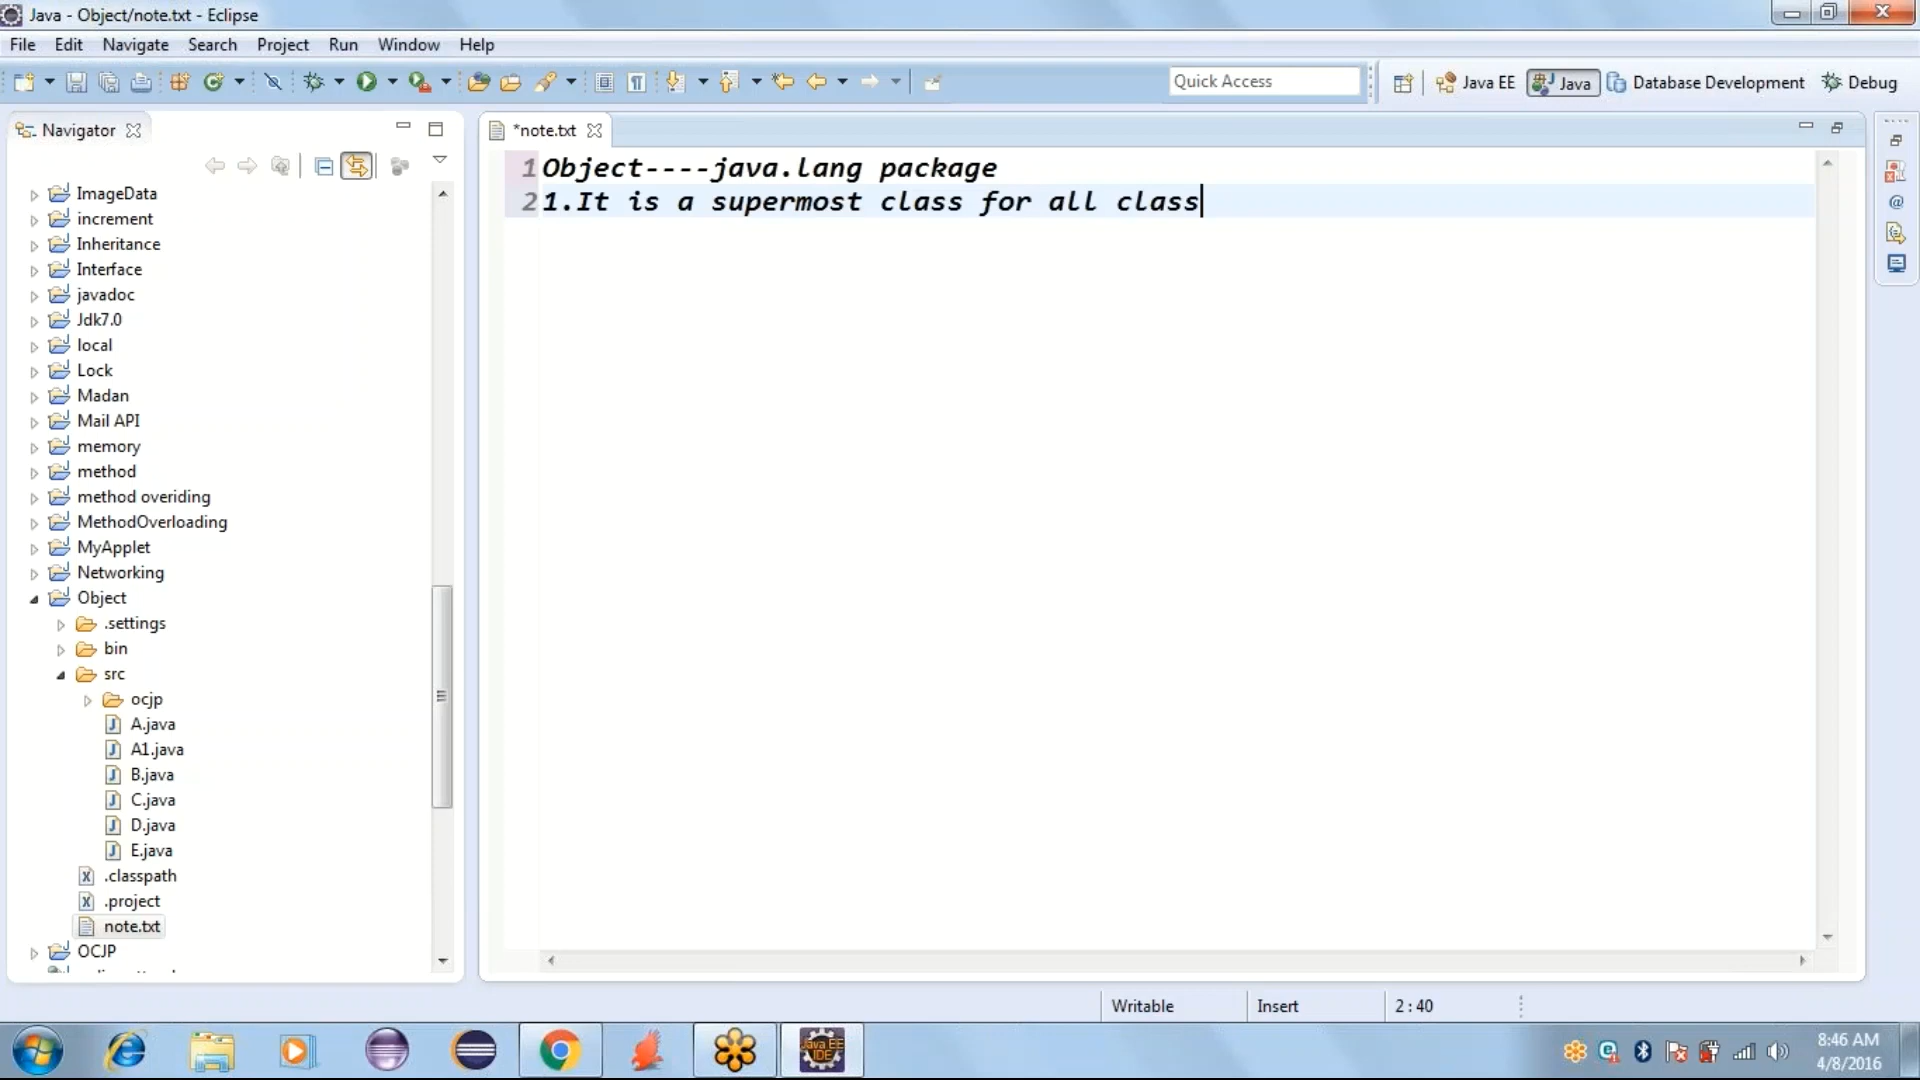 Java - Object/note.txt - Eclipse
File Edit Navigate Search Project Run Window Help
Quick Access
Java EE
Java
Database Development
Debug
Navigator
*note.txt
ImageData
increment
Inheritance
Interface
javadoc
Jdk7.0
local
Lock
Madan
Mail API
memory
method
method overiding
MethodOverloading
MyApplet
Networking
Object
.settings
bin
src
ocjp
A.java
A1.java
B.java
C.java
D.java
E.java
.classpath
.project
note.txt
OCJP
1 Object----java.lang package
2 1.It is a supermost class for all class
Writable Insert 2 : 40
Java EE
IDE
8:46 AM
4/8/2016